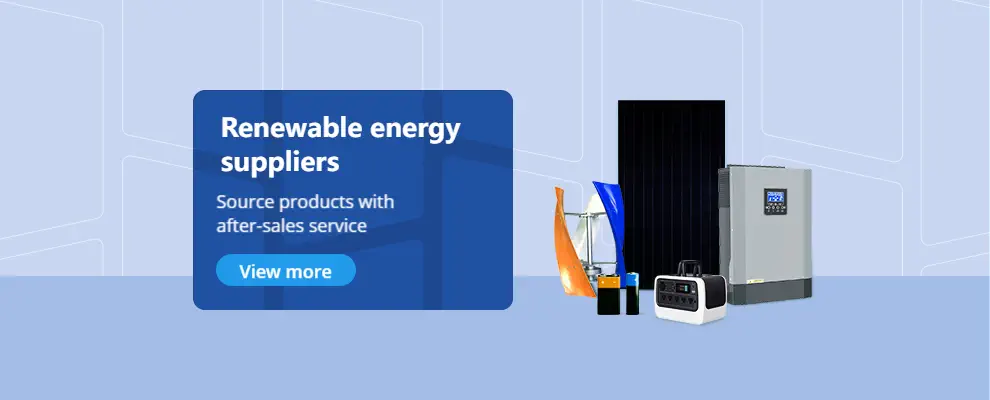 Renewable energy
suppliers
Source products with
after-sales service
View more